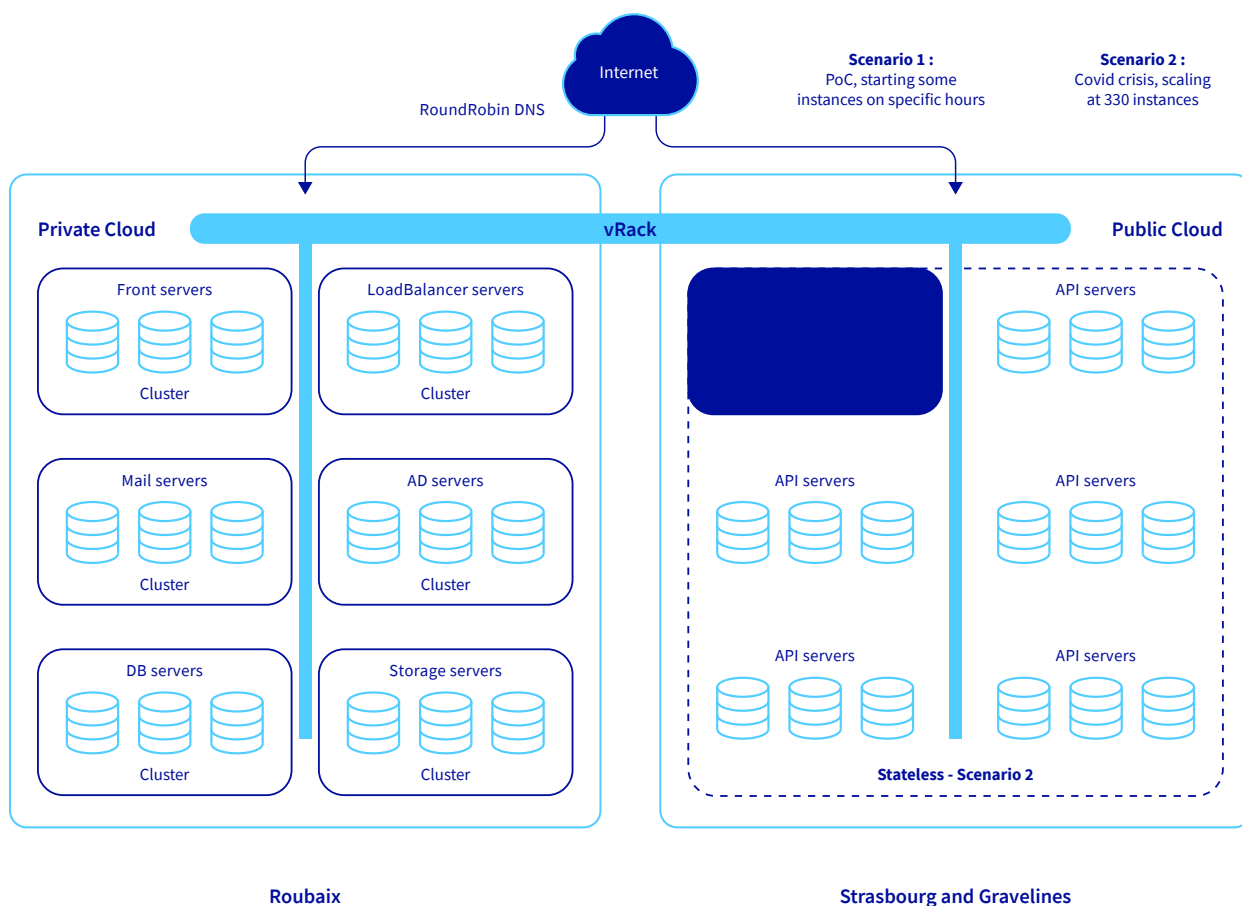 Internet
RoundRobin DNS
Scenario 1 :
PoC, starting some
instances on specific hours
Scenario 2 :
Covid crisis, scaling
at 330 instances
Private Cloud
vRack
Public Cloud
Front servers
Cluster
LoadBalancer servers
Cluster
API servers
Mail servers
Cluster
AD servers
Cluster
API servers
API servers
DB servers
Cluster
Storage servers
Cluster
API servers
API servers
Stateless - Scenario 2
Roubaix
Strasbourg and Gravelines